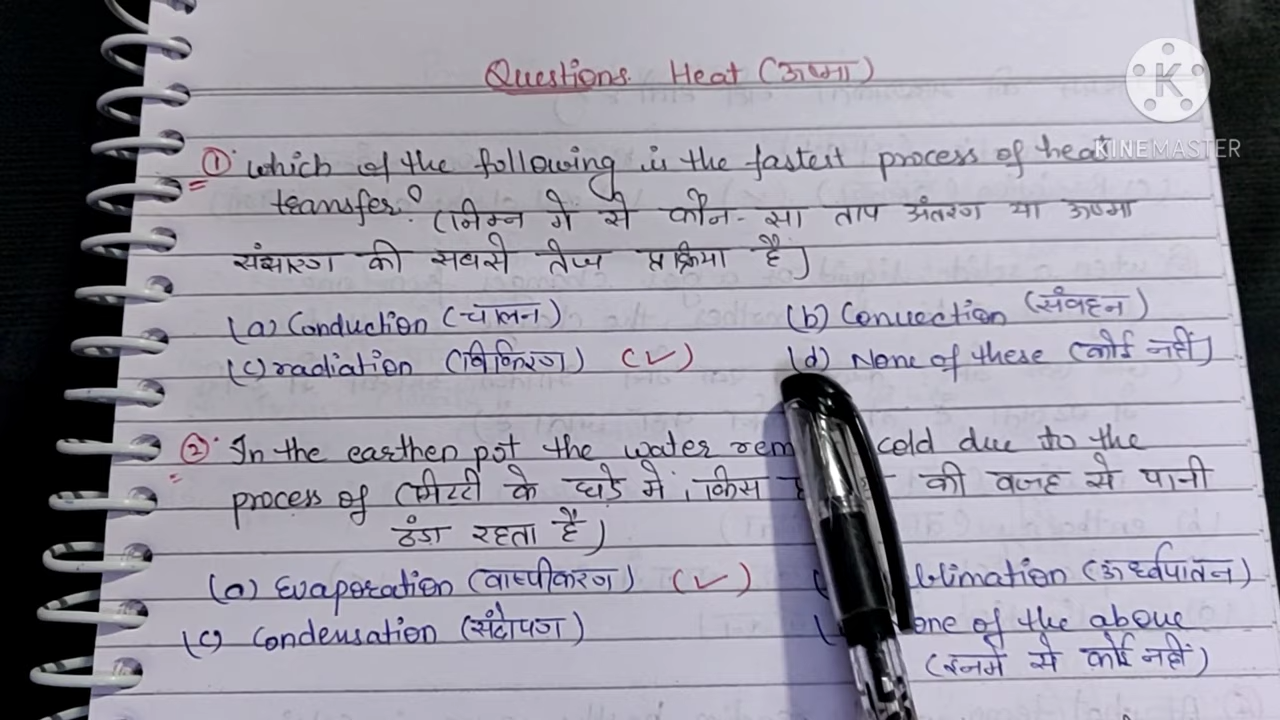 Questions Heat (ऊष्मा)
K
KINEMASTER
① which of the following is the fastest process of heat
transfer? (निम्न में से कौन-सा ताप अंतरण या ऊष्मा
संचारण की सबसे तेज प्रक्रिया है)
(a) Conduction (चालन) (b) Convection (संवहन)
(c) radiation (विकिरण) (✓) (d) None of these (कोई नहीं)
② In the earthen pot the water cold due to the
process of (मिट्टी के घड़े में, किस की वजह से पानी
ठंडा रहता है)
(a) Evaporation (वाष्पीकरण) (✓) (ऊर्ध्वपातन)
(c) Condensation (संघनन) of the above
(इनमें से कोई नहीं)